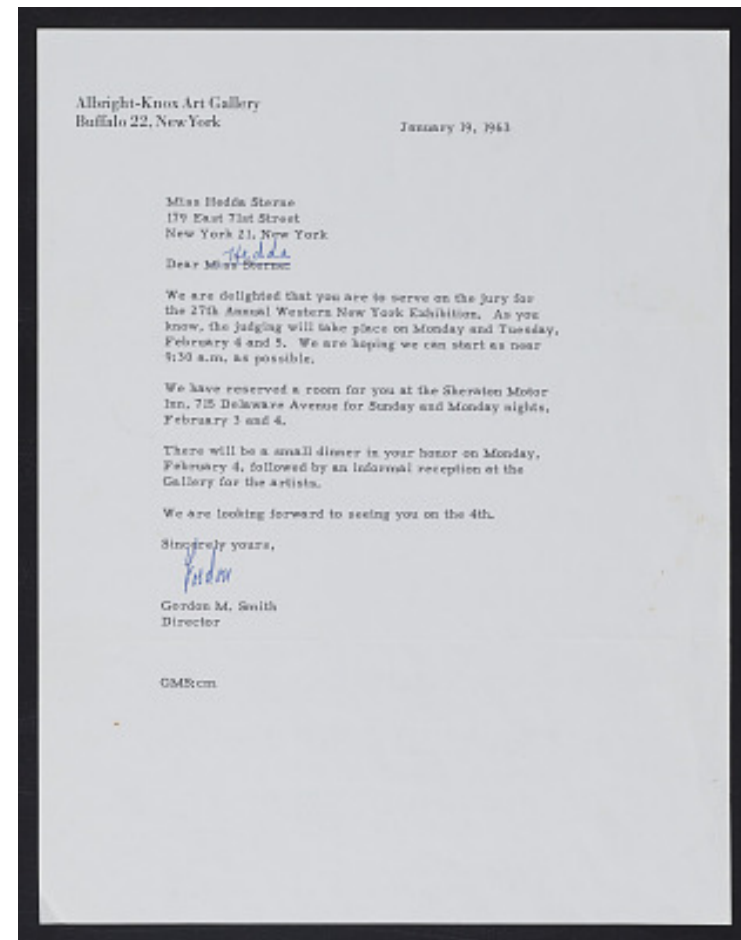 Albright-Knox Art Gallery
Buffalo 22, New York
January 19, 1963
Miss Hedda Sterne
179 East 71st Street
New York 21, New York
Hedda
Dear Miss Sterne:
We are delighted that you are to serve on the jury for
the 27th Annual Western New York Exhibition. As you
know, the judging will take place on Monday and Tuesday,
February 4 and 5. We are hoping we can start as near
9:30 a.m. as possible.
We have reserved a room for you at the Sheraton Motor
Inn, 715 Delaware Avenue for Sunday and Monday nights,
February 3 and 4.
There will be a small dinner in your honor on Monday,
February 4, followed by an informal reception at the
Gallery for the artists.
We are looking forward to seeing you on the 4th.
Sincerely yours,
Gordon
Gordon M. Smith
Director
GMS:cm